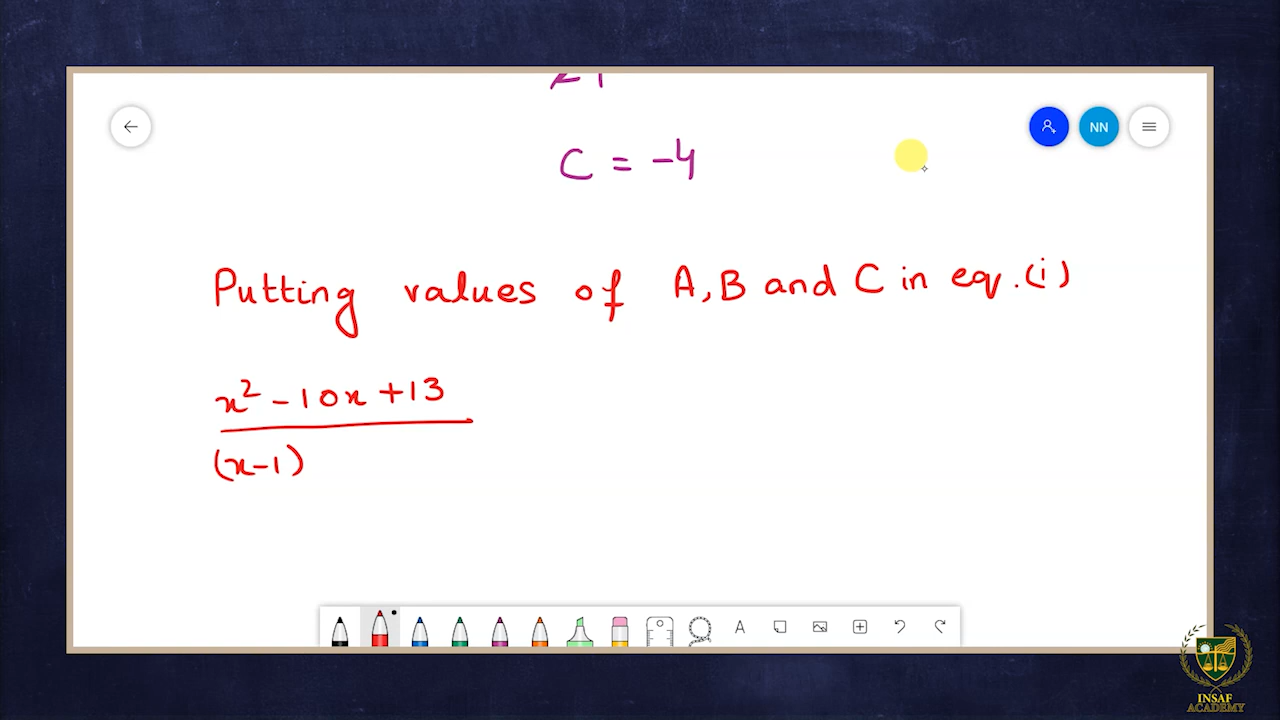 NN
C = -4
Putting values of A, B and C in eq. (i)
x² - 10x + 13
(x-1)
A
INSAF
ACADEMY